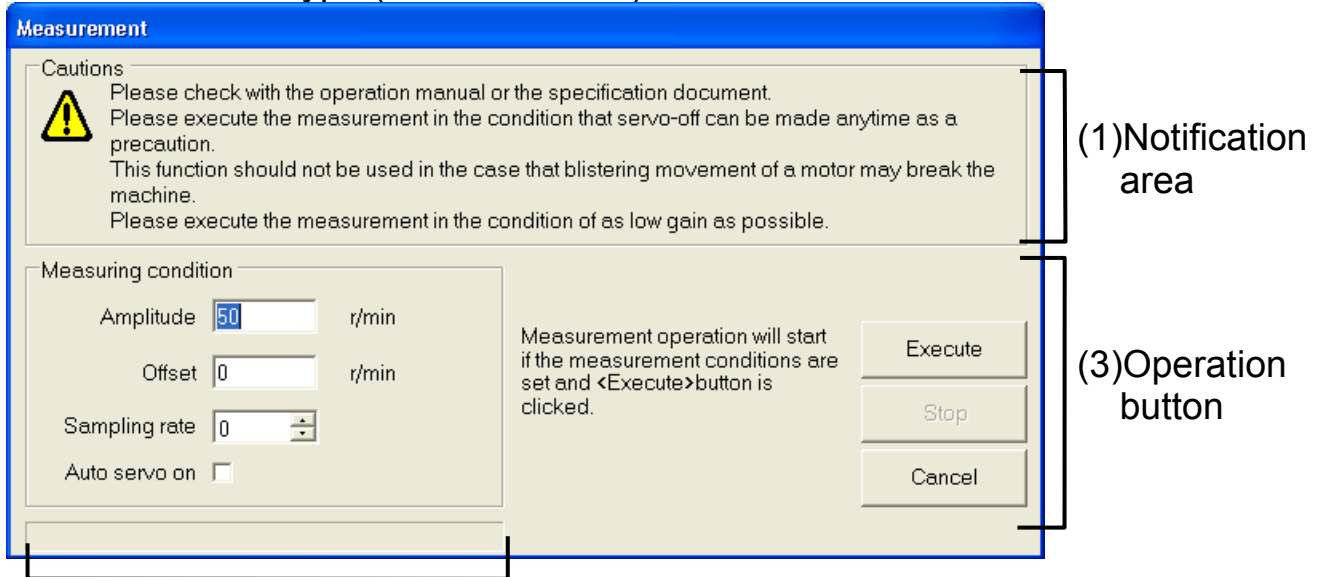 Measurement
Cautions
Please check with the operation manual or the specification document.
Please execute the measurement in the condition that servo-off can be made anytime as a
precaution.
This function should not be used in the case that blistering movement of a motor may break the
machine.
Please execute the measurement in the condition of as low gain as possible.
(1)Notification
area
Measuring condition
Amplitude 50 r/min
Offset 0 r/min
Sampling rate 0
Auto servo on
Measurement operation will start
if the measurement conditions are
set and <Execute>button is
clicked.
Execute
Stop
Cancel
(3)Operation
button